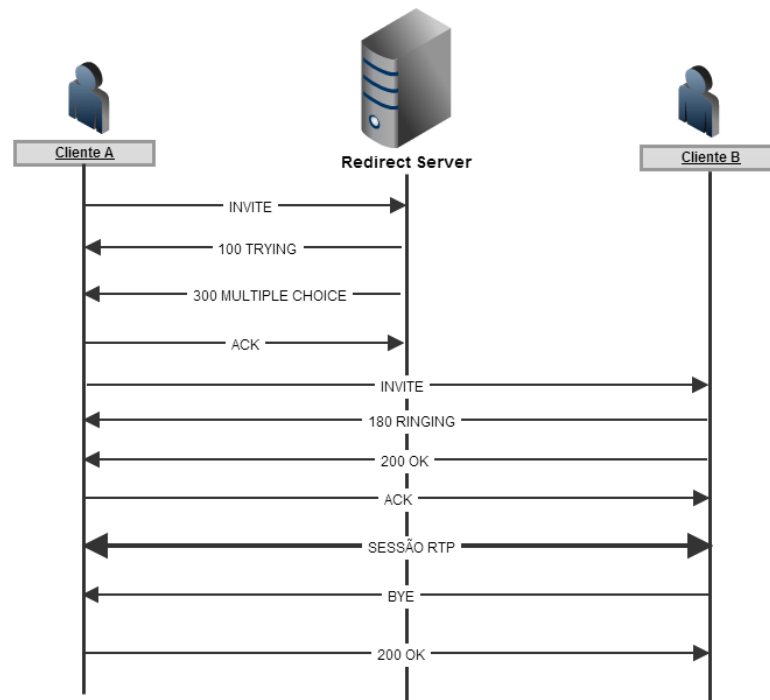 Cliente A
Redirect Server
Cliente B
INVITE
100 TRYING
300 MULTIPLE CHOICE
ACK
INVITE
180 RINGING
200 OK
ACK
SESSÃO RTP
BYE
200 OK